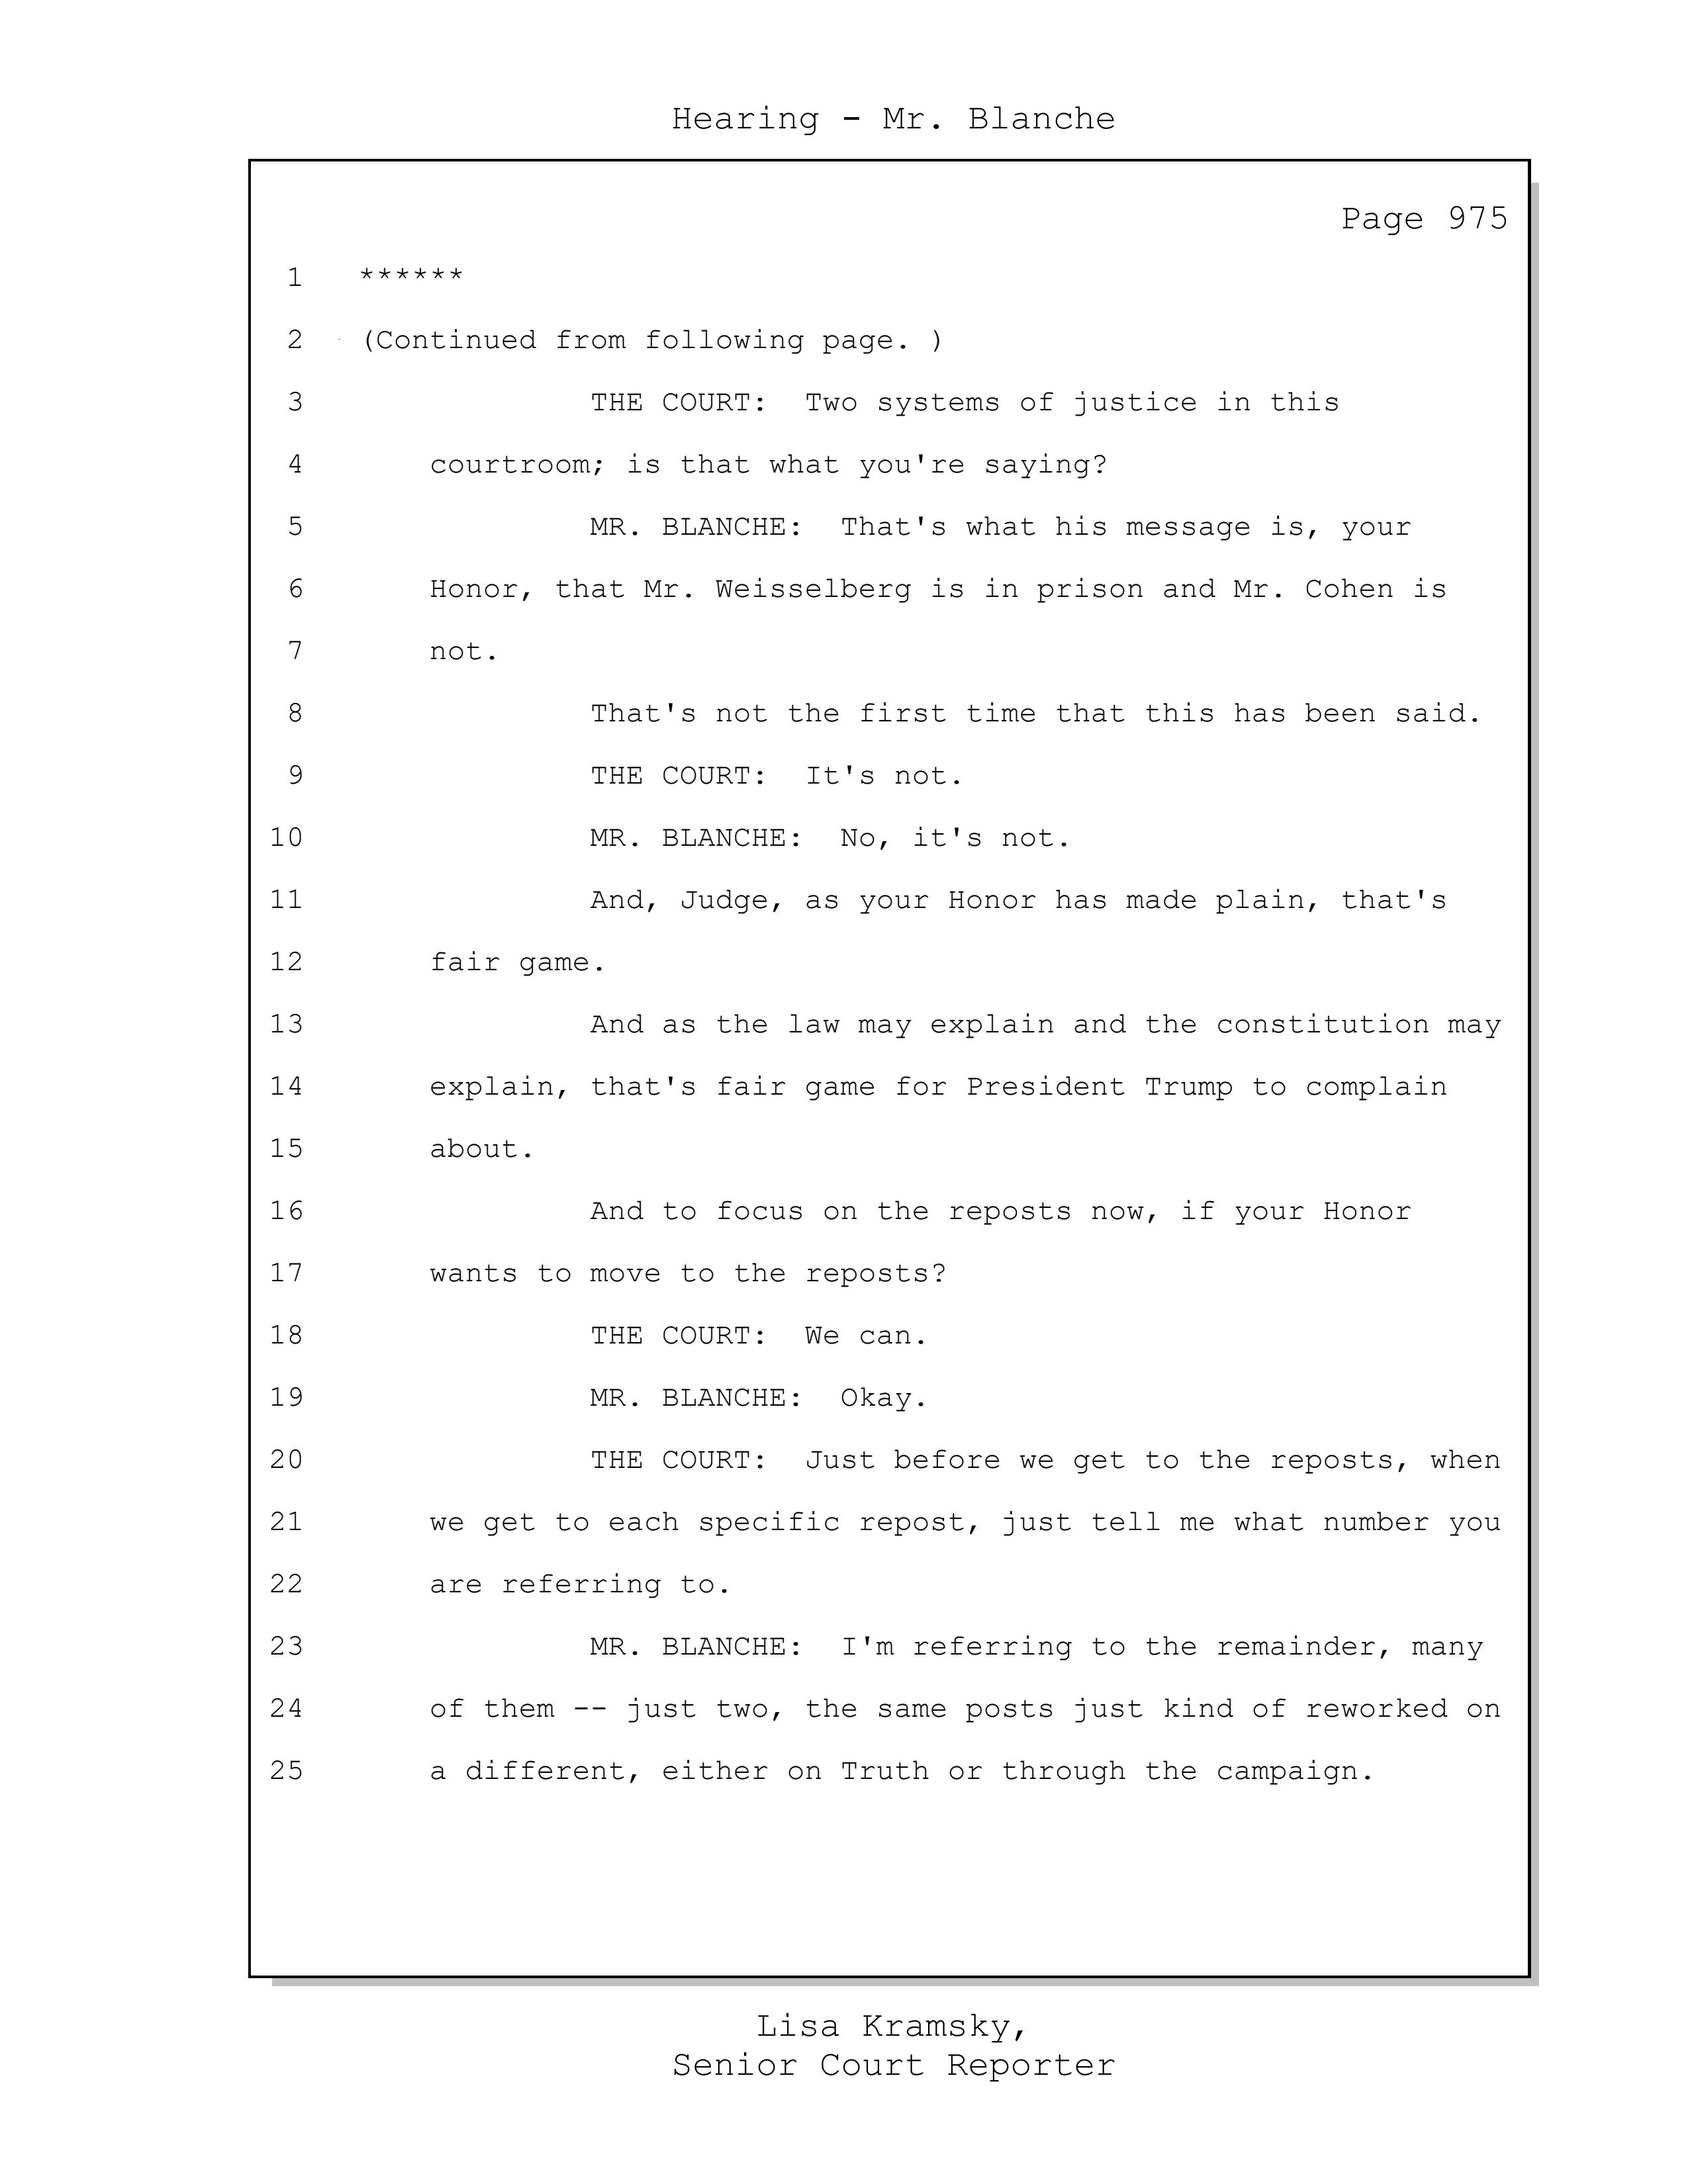 Hearing - Mr. Blanche
Page 975
1 ******
2 (Continued from following page. )
3 THE COURT: Two systems of justice in this
4 courtroom; is that what you're saying?
5 MR. BLANCHE: That's what his message is, your
6 Honor, that Mr. Weisselberg is in prison and Mr. Cohen is
7 not.
8 That's not the first time that this has been said.
9 THE COURT: It's not.
10 MR. BLANCHE: No, it's not.
11 And, Judge, as your Honor has made plain, that's
12 fair game.
13 And as the law may explain and the constitution may
14 explain, that's fair game for President Trump to complain
15 about.
16 And to focus on the reposts now, if your Honor
17 wants to move to the reposts?
18 THE COURT: We can.
19 MR. BLANCHE: Okay.
20 THE COURT: Just before we get to the reposts, when
21 we get to each specific repost, just tell me what number you
22 are referring to.
23 MR. BLANCHE: I'm referring to the remainder, many
24 of them -- just two, the same posts just kind of reworked on
25 a different, either on Truth or through the campaign.
Lisa Kramsky,
Senior Court Reporter